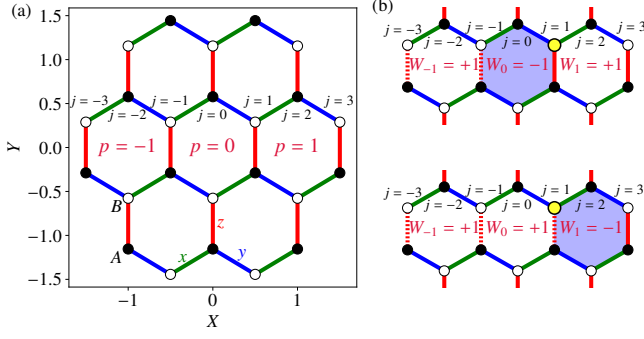 (a)
1.5
1.0
0.5
0.0
−0.5
−1.0
−1.5
Y
−1
0
1
X
j = −3
j = −2
j = −1
j = 0
j = 1
j = 2
j = 3
p = −1
p = 0
p = 1
B
A
z
x
y
(b)
j = −3
j = −2
j = −1
j = 0
j = 1
j = 2
j = 3
W₋₁ = +1
W₀ = −1
W₁ = +1
j = −3
j = −2
j = −1
j = 0
j = 1
j = 2
j = 3
W₋₁ = +1
W₀ = +1
W₁ = −1